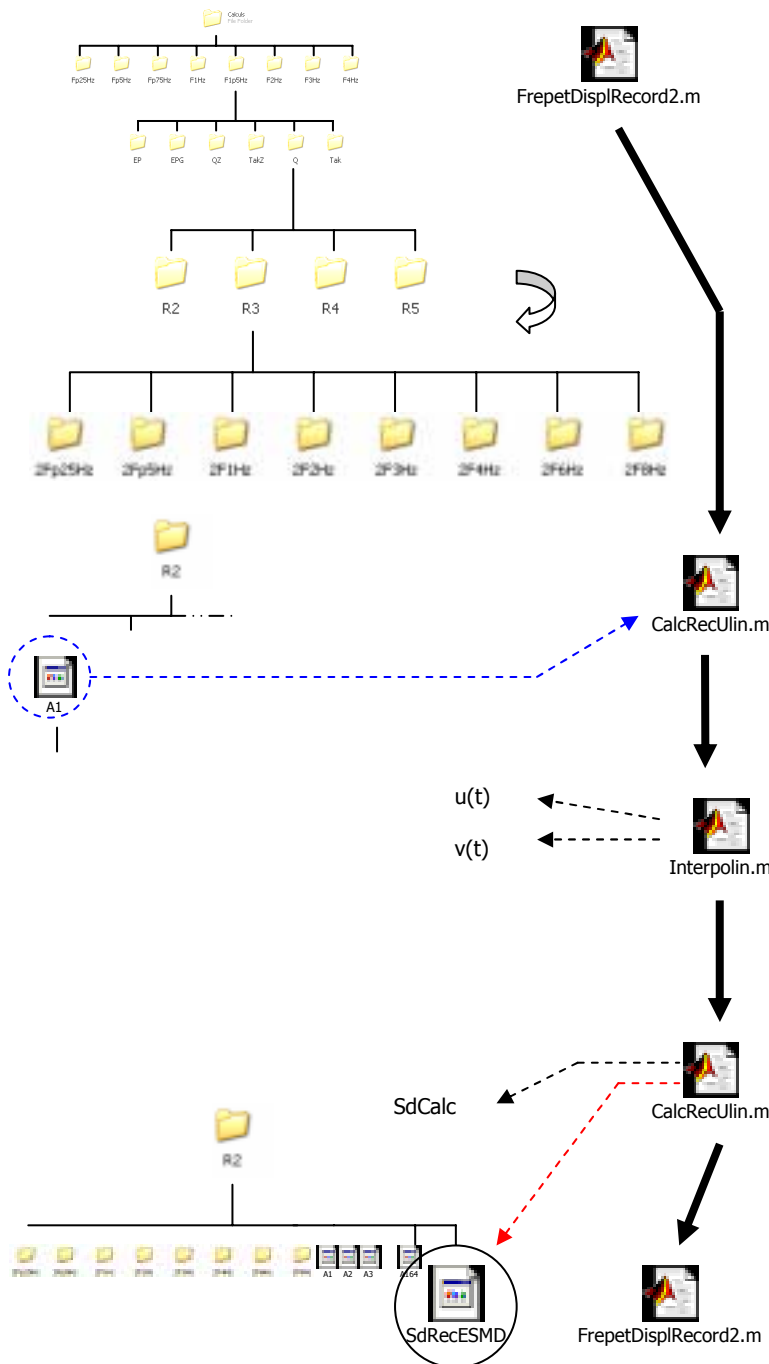 Calculs
File Folder
Fp25Hz Fp5Hz Fp75Hz F1Hz F1p5Hz F2Hz F3Hz F4Hz
FrepetDisplRecord2.m
EP EPG QZ TakZ Q Tak
R2 R3 R4 R5
2Fp25Hz 2Fp5Hz 2F1Hz 2F2Hz 2F3Hz 2F4Hz 2F6Hz 2F8Hz
R2
CalcRecUlin.m
A1
u(t)
v(t)
Interpolin.m
SdCalc
CalcRecUlin.m
R2
A1 A2 A3 A164
SdRecESMD
FrepetDisplRecord2.m